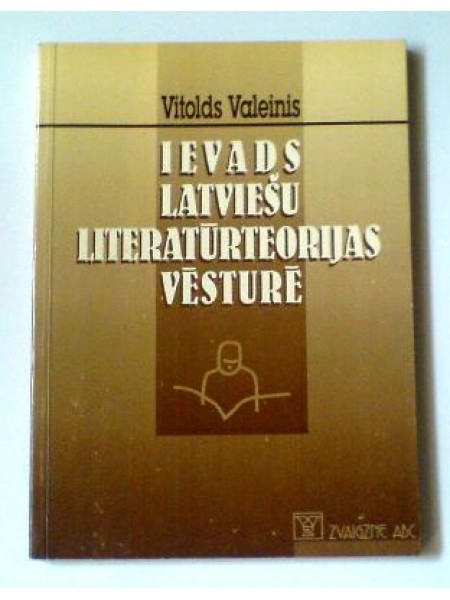 Vitolds Valeinis
IEVADS
LATVIEŠU
LITERATŪRTEORIJAS
VĒSTURĒ
ZVAIGZNE ABC